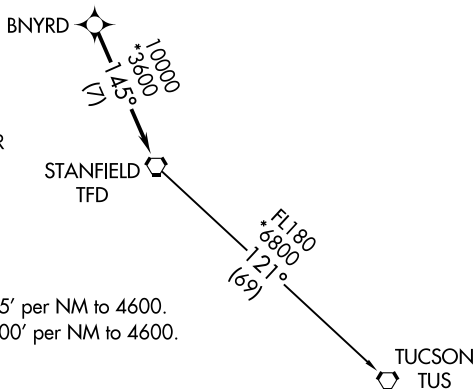 BNYRD
10000
*3600
145°
(7)
R
STANFIELD
TFD
FL180
*6800
121°
(69)
5' per NM to 4600.
00' per NM to 4600.
TUCSON
TUS